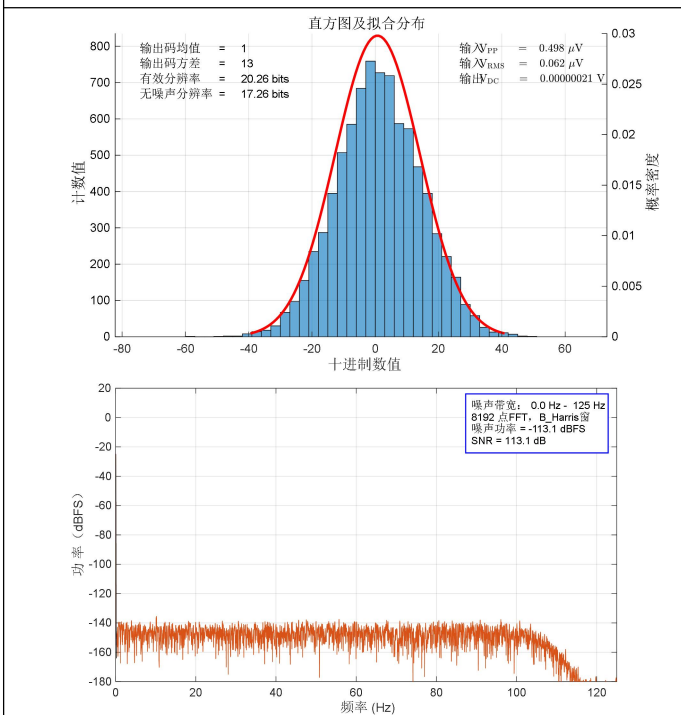 直方图及拟合分布
输出码均值 = 1
输出码方差 = 13
有效分辨率 = 20.26 bits
无噪声分辨率 = 17.26 bits
输入VPP = 0.498 μV
输入VRMS = 0.062 μV
输出VDC = 0.00000021 V
计数值
800
700
600
500
400
300
200
100
0
0.03
0.025
0.02
0.015
0.01
0.005
0
概率密度
-80 -60 -40 -20 0 20 40 60
十进制数值
噪声带宽: 0.0 Hz - 125 Hz
8192 点FFT, B_Harris窗
噪声功率 = -113.1 dBFS
SNR = 113.1 dB
功率 (dBFS)
20
0
-20
-40
-60
-80
-100
-120
-140
-160
-180
0 20 40 60 80 100 120
频率 (Hz)